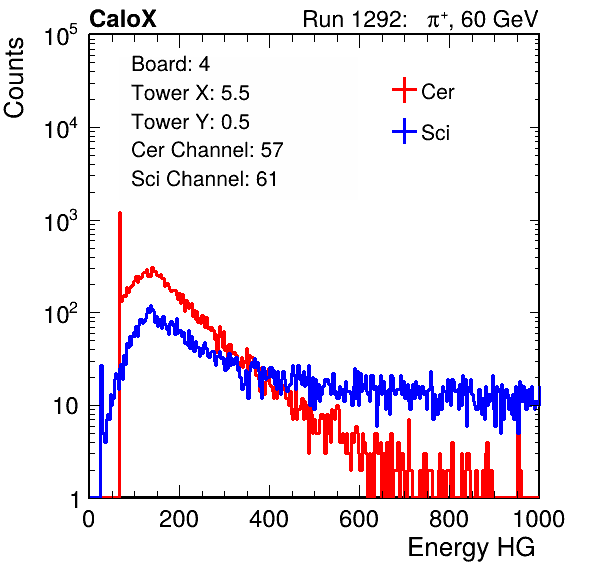 CaloX Run 1292: π⁺, 60 GeV
Counts
10⁵
10⁴
10³
10²
10
1
Board: 4
Tower X: 5.5
Tower Y: 0.5
Cer Channel: 57
Sci Channel: 61
Cer
Sci
0 200 400 600 800 1000
Energy HG